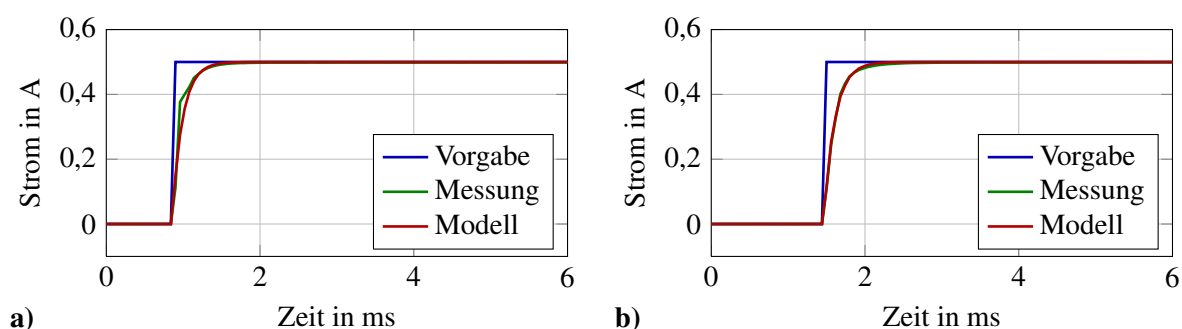 0,6
0,4
0,2
0
Strom in A
Vorgabe
Messung
Modell
0 2 4 6
Zeit in ms
a)
0,6
0,4
0,2
0
Strom in A
Vorgabe
Messung
Modell
0 2 4 6
Zeit in ms
b)